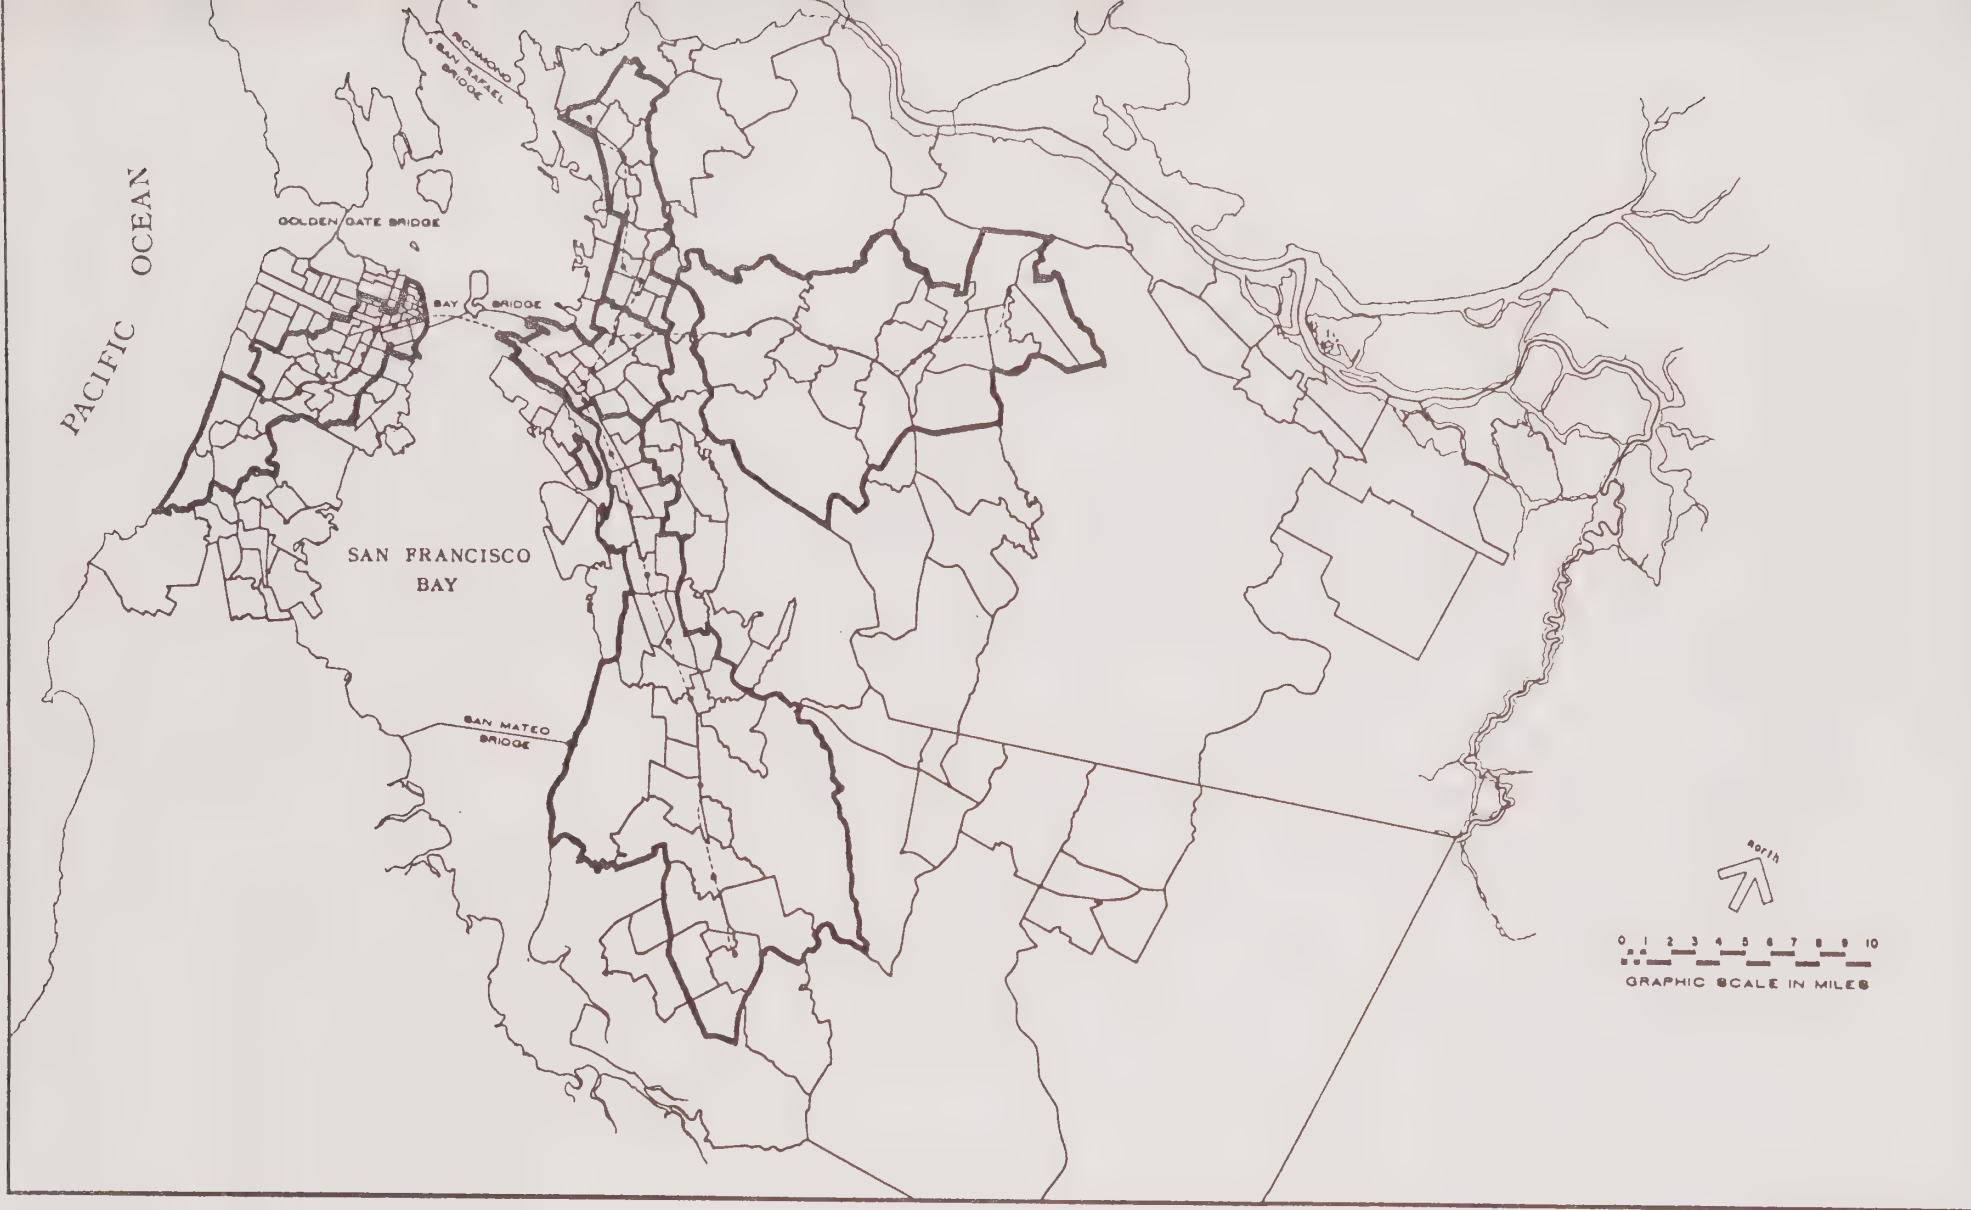 RICHMOND
SAN RAFAEL
BRIDGE
PACIFIC OCEAN
GOLDEN GATE BRIDGE
BAY BRIDGE
SAN FRANCISCO
BAY
SAN MATEO
BRIDGE
north
0 1 2 3 4 5 6 7 8 9 10
GRAPHIC SCALE IN MILES